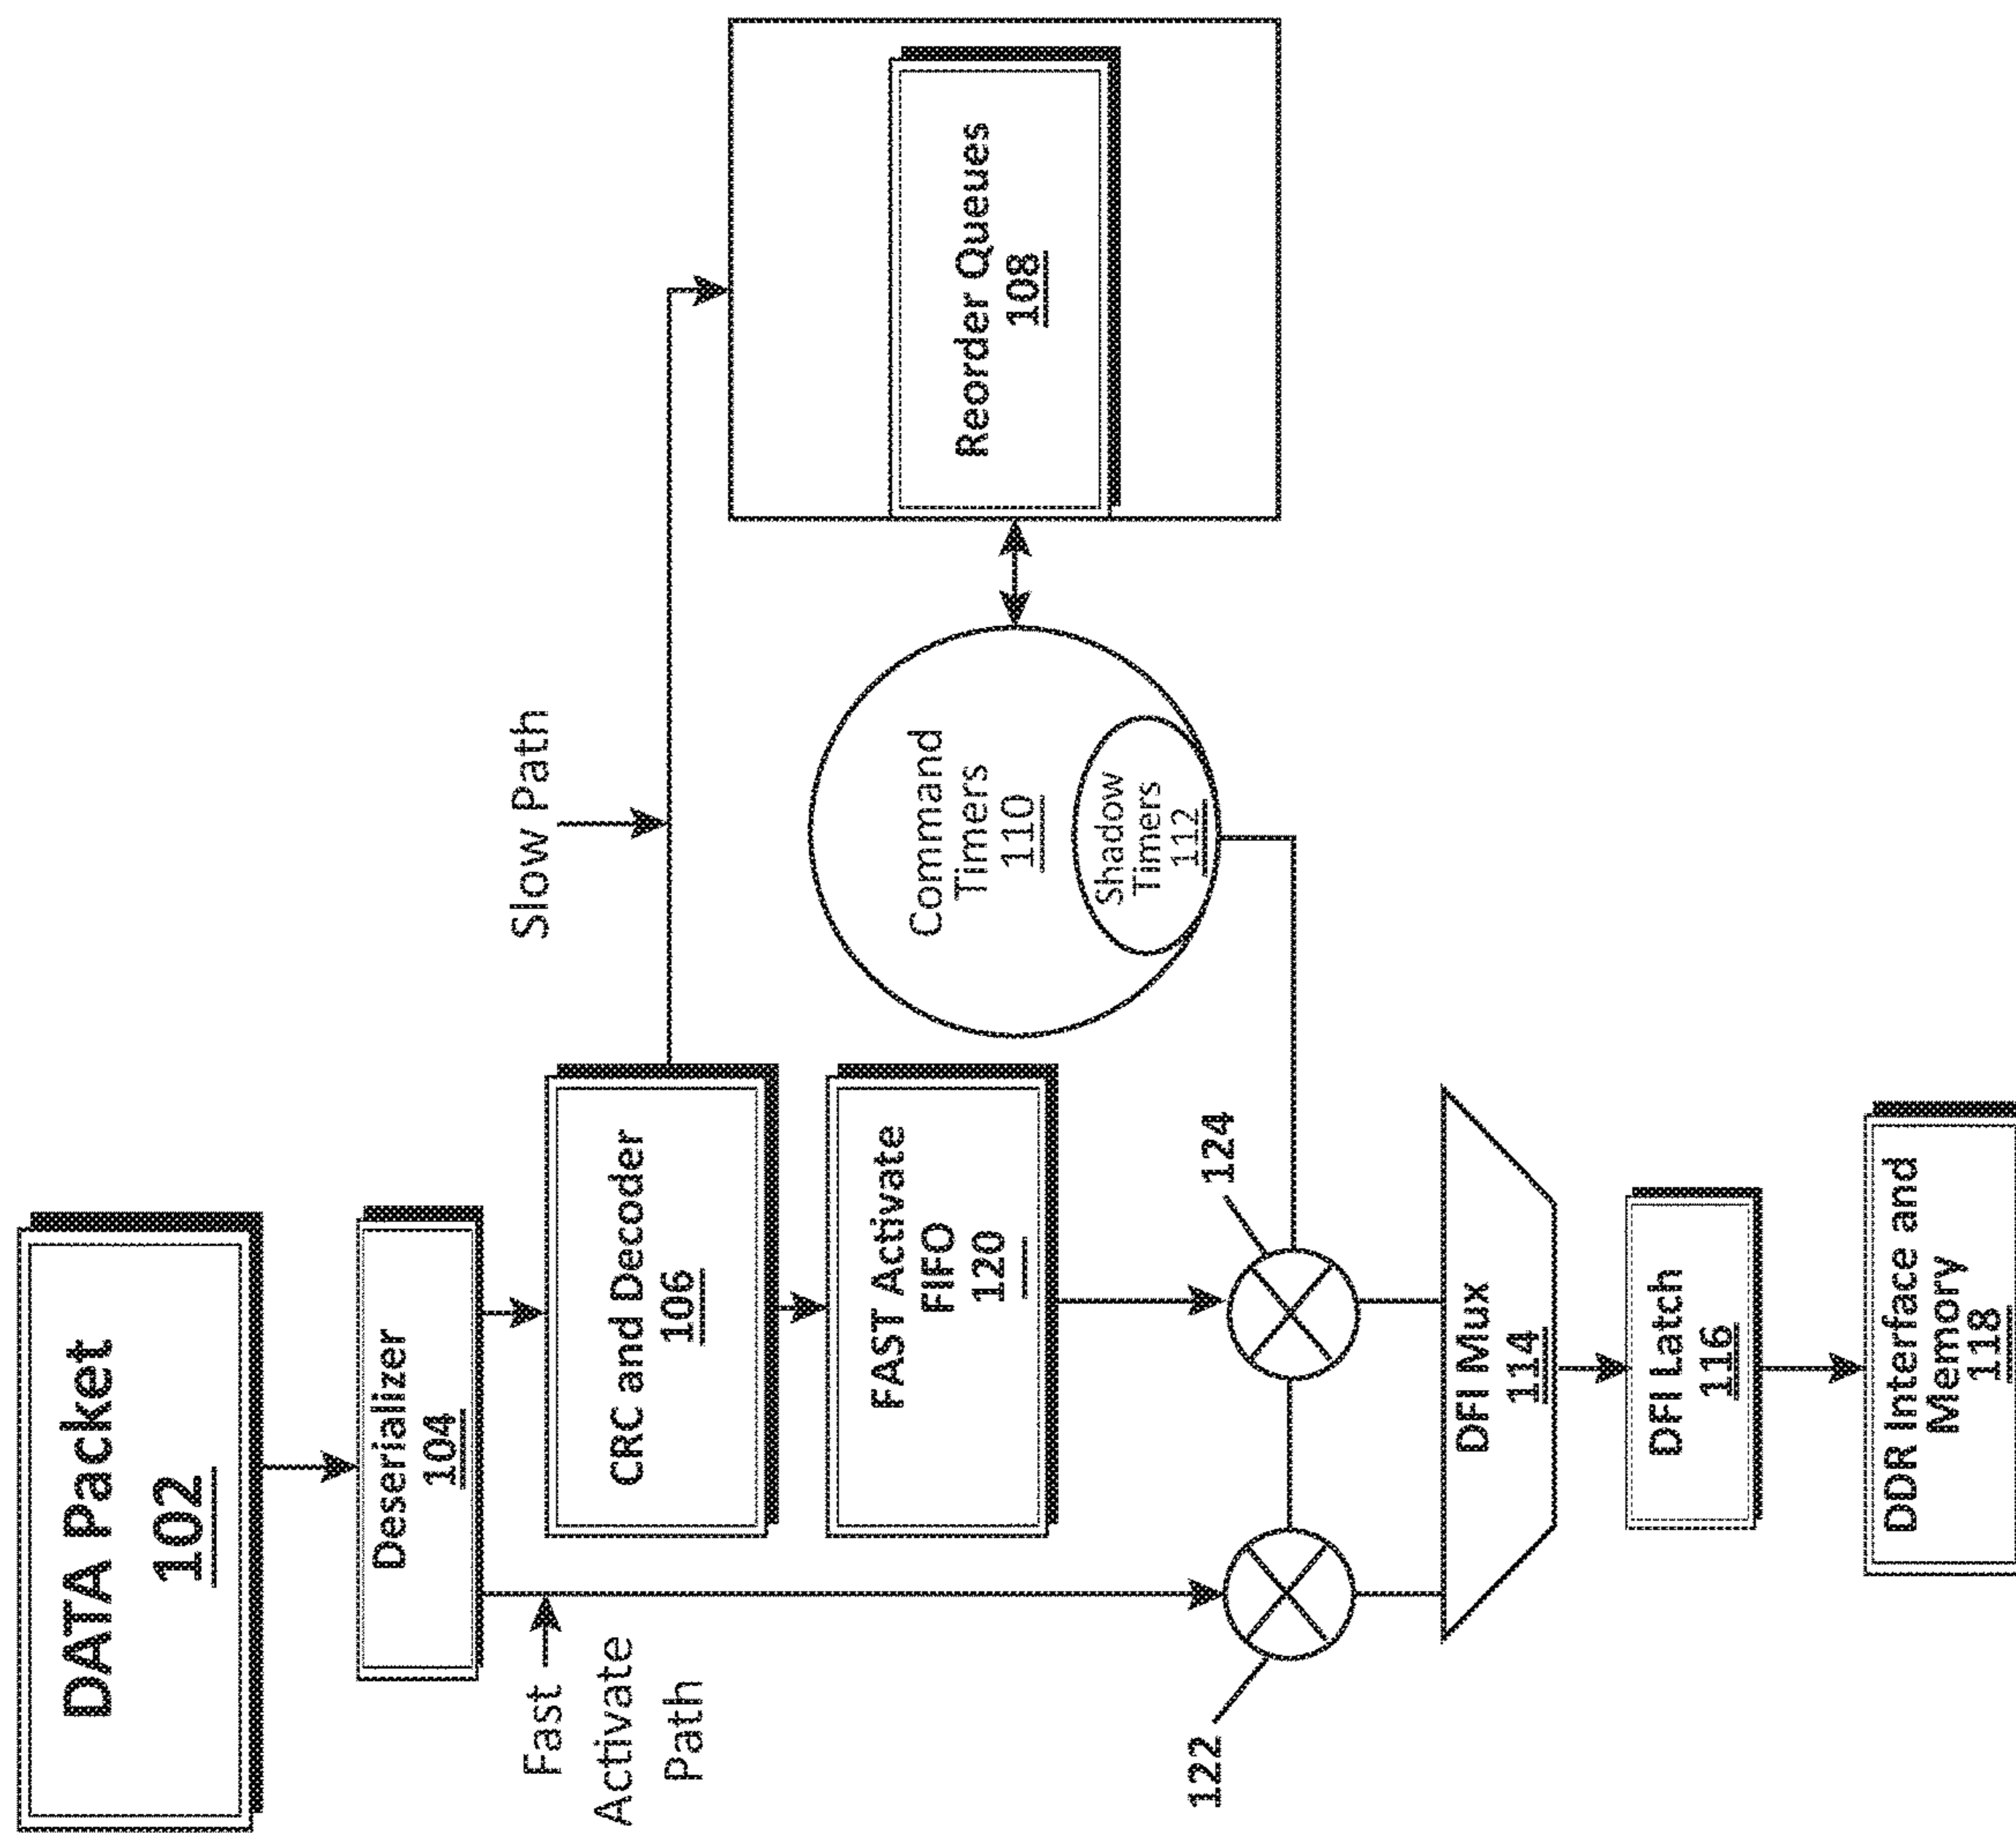 DATA Packet
102
Deserializer
104
Fast
Activate
Path
CRC and Decoder
106
Slow Path
FAST Activate
FIFO
120
Command
Timers
110
Shadow
Timers
112
Reorder Queues
108
122
124
DFI Mux
114
DFI Latch
116
DDR Interface and
Memory
118